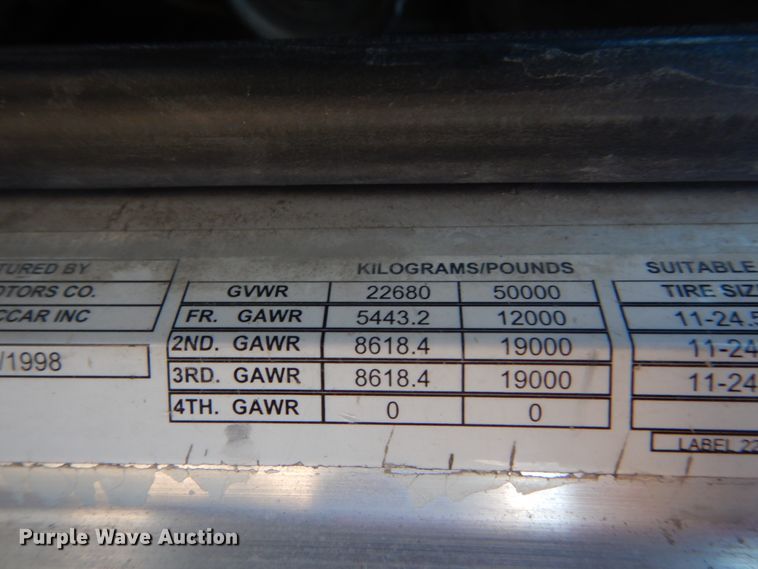 TURED BY KILOGRAMS/POUNDS SUITABLE
OTORS CO. GVWR 22680 50000 TIRE SIZ
CCAR INC FR. GAWR 5443.2 12000 11-24.5
/1998 2ND. GAWR 8618.4 19000 11-24
3RD. GAWR 8618.4 19000 11-24
4TH. GAWR 0 0
LABEL 22
Purple Wave Auction